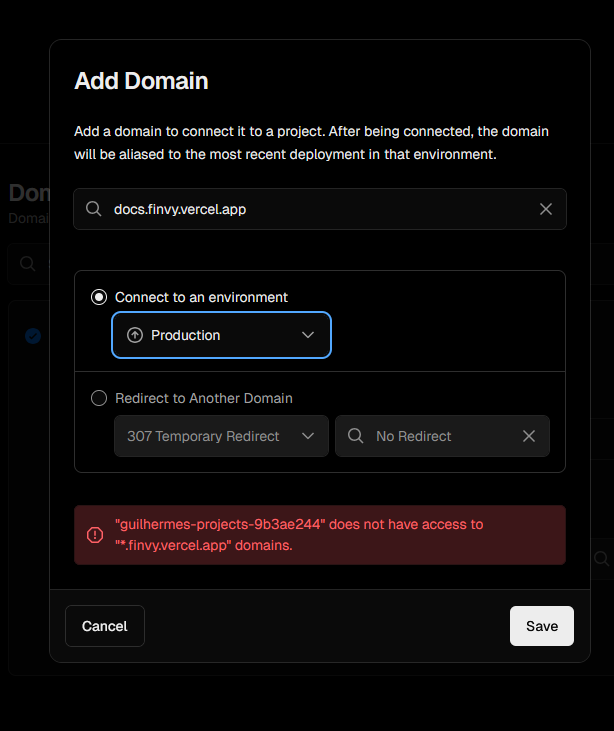 Add Domain
Add a domain to connect it to a project. After being connected, the domain
will be aliased to the most recent deployment in that environment.
Dom
Domai
docs.finvy.vercel.app
Connect to an environment
Production
Redirect to Another Domain
307 Temporary Redirect
No Redirect
"guilhermes-projects-9b3ae244" does not have access to
"*.finvy.vercel.app" domains.
Cancel
Save